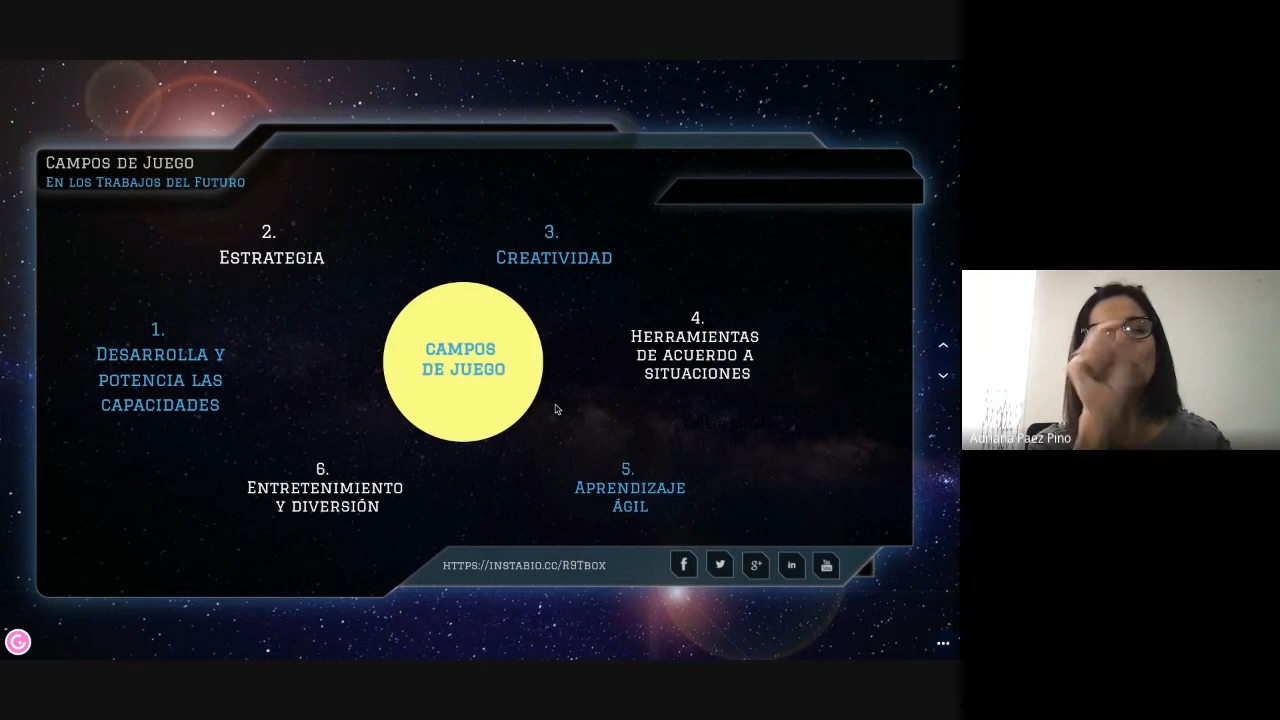 Campos de Juego
En los Trabajos del Futuro
1.
Desarrolla y
potencia las
capacidades
2.
Estrategia
3.
Creatividad
4.
Herramientas
de acuerdo a
situaciones
5.
Aprendizaje
ágil
6.
Entretenimiento
y diversión
CAMPOS
DE JUEGO
https://instabio.cc/R9Tbox
Adriana Paez Pino